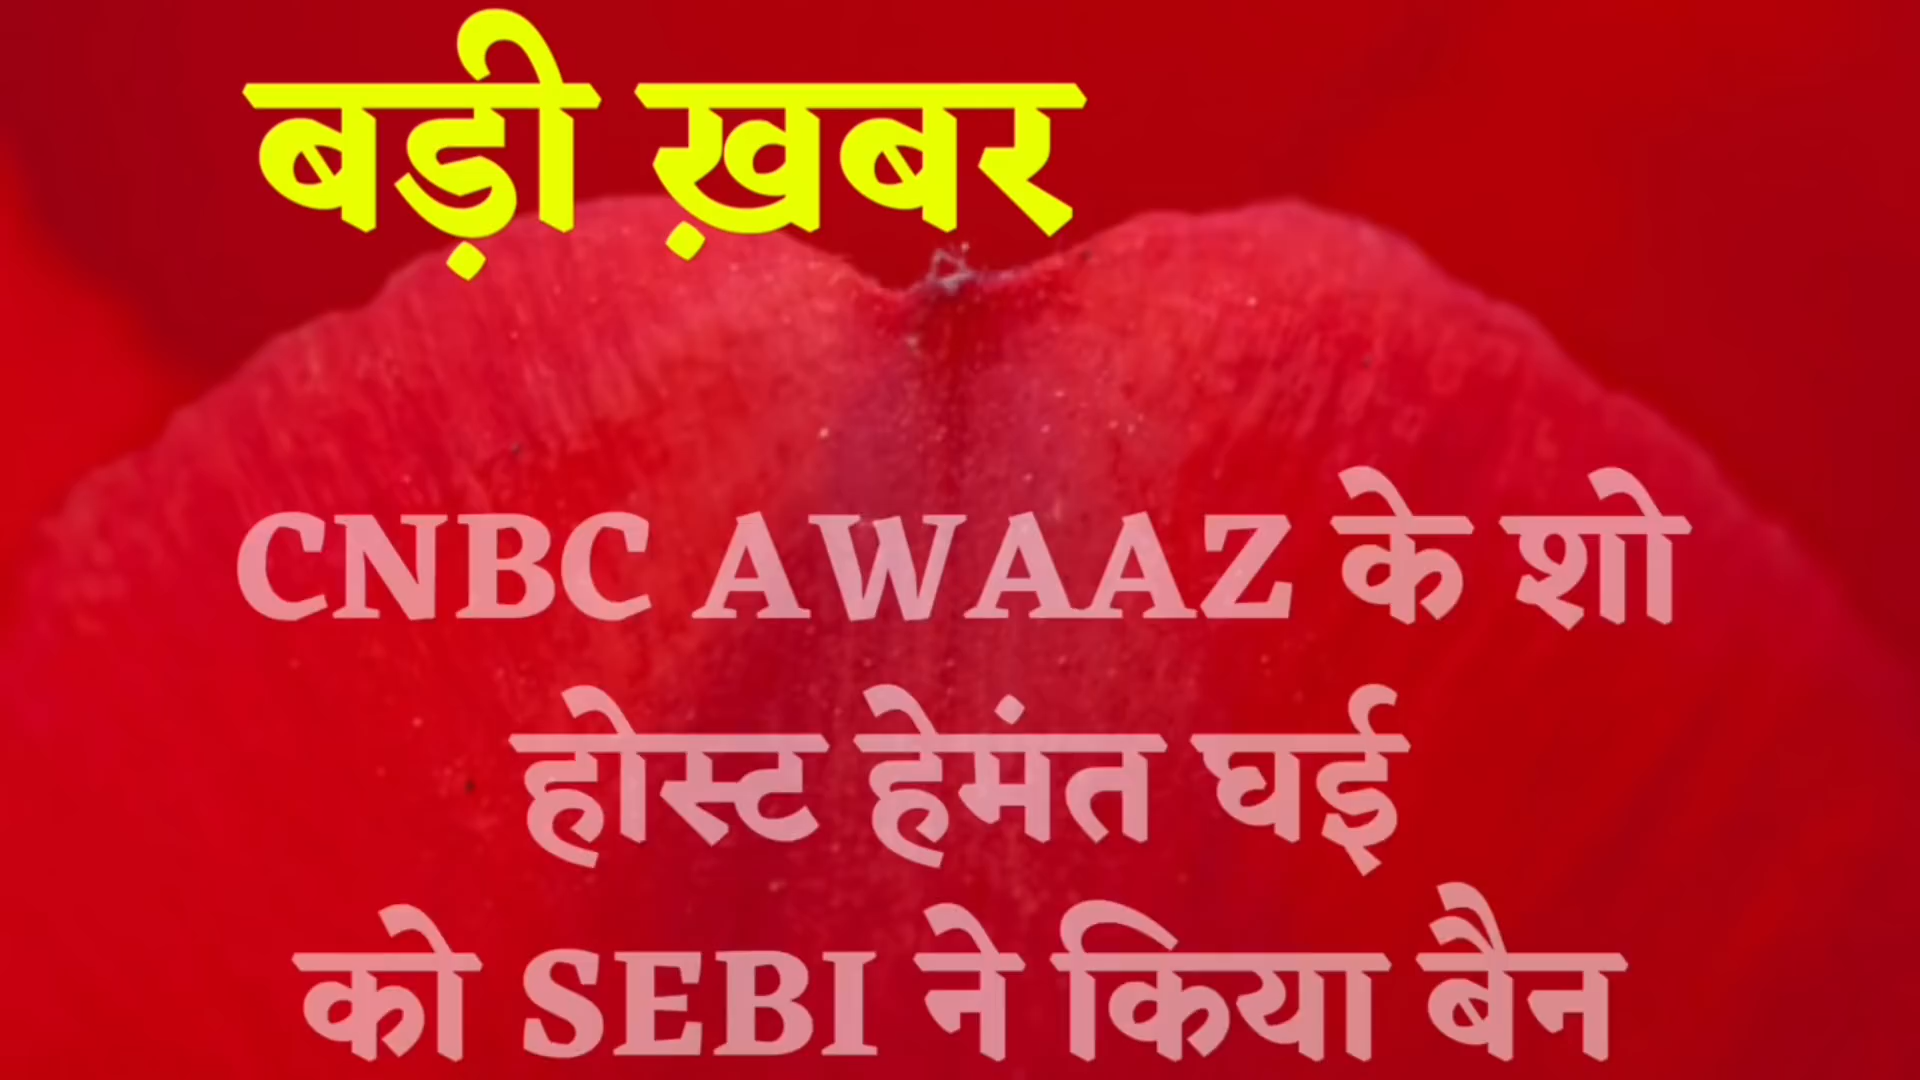 बड़ी ख़बर
CNBC AWAAZ के शो
होस्ट हेमंत घई
को SEBI ने किया बैन